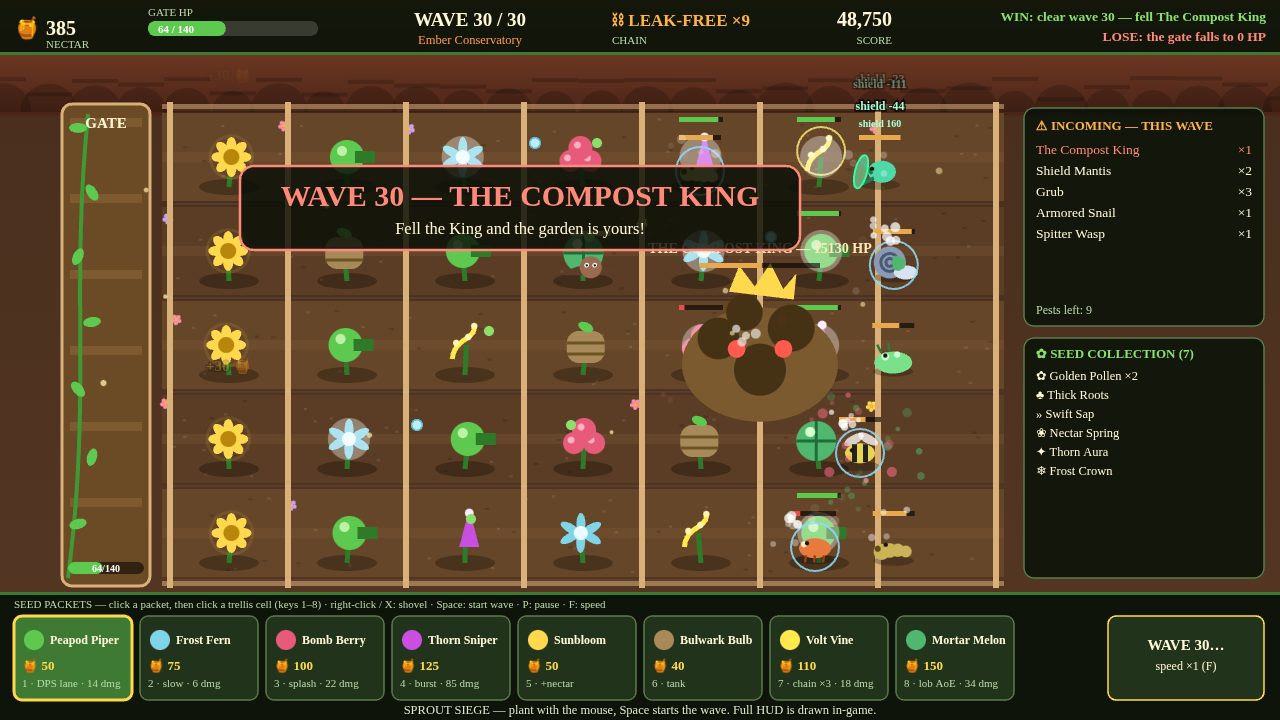 385
NECTAR
GATE HP
64 / 140
WAVE 30 / 30
Ember Conservatory
⛓ LEAK-FREE ×9
CHAIN
48,750
SCORE
WIN: clear wave 30 — fell The Compost King
LOSE: the gate falls to 0 HP
GATE
+30
shield -111
shield -44
shield 160
WAVE 30 — THE COMPOST KING
Fell the King and the garden is yours!
THE COMPOST KING — 15130 HP
+30
64/140
⚠ INCOMING — THIS WAVE
The Compost King ×1
Shield Mantis ×2
Grub ×3
Armored Snail ×1
Spitter Wasp ×1
Pests left: 9
✿ SEED COLLECTION (7)
✿ Golden Pollen ×2
♣ Thick Roots
» Swift Sap
❀ Nectar Spring
✦ Thorn Aura
❄ Frost Crown
SEED PACKETS — click a packet, then click a trellis cell (keys 1–8) · right-click / X: shovel · Space: start wave · P: pause · F: speed
Peapod Piper
50
1 · DPS lane · 14 dmg
Frost Fern
75
2 · slow · 6 dmg
Bomb Berry
100
3 · splash · 22 dmg
Thorn Sniper
125
4 · burst · 85 dmg
Sunbloom
50
5 · +nectar
Bulwark Bulb
40
6 · tank
Volt Vine
110
7 · chain ×3 · 18 dmg
Mortar Melon
150
8 · lob AoE · 34 dmg
WAVE 30…
speed ×1 (F)
SPROUT SIEGE — plant with the mouse, Space starts the wave. Full HUD is drawn in-game.